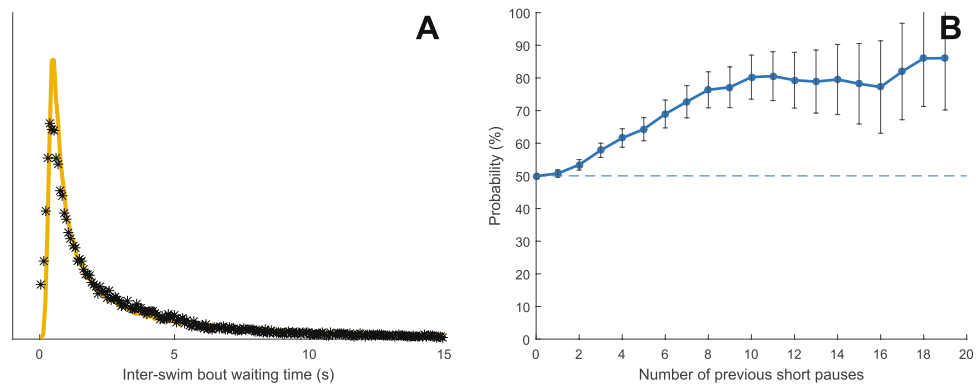 A
0
5
10
15
Inter-swim bout waiting time (s)
B
100
90
80
70
60
50
40
30
20
10
0
Probability (%)
0 2 4 6 8 10 12 14 16 18 20
Number of previous short pauses